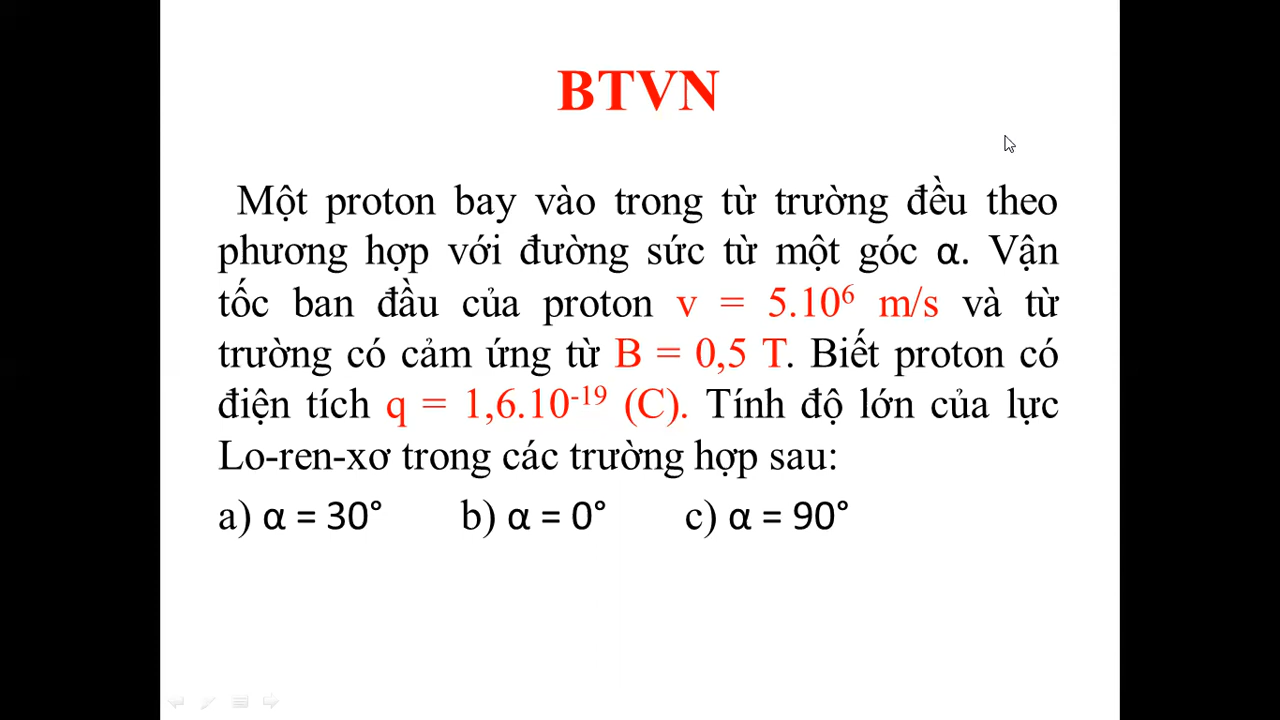 BTVN
Một proton bay vào trong từ trường đều theo
phương hợp với đường sức từ một góc α. Vận
tốc ban đầu của proton v = 5.10⁶ m/s và từ
trường có cảm ứng từ B = 0,5 T. Biết proton có
điện tích q = 1,6.10⁻¹⁹ (C). Tính độ lớn của lực
Lo-ren-xơ trong các trường hợp sau:
a) α = 30° b) α = 0° c) α = 90°